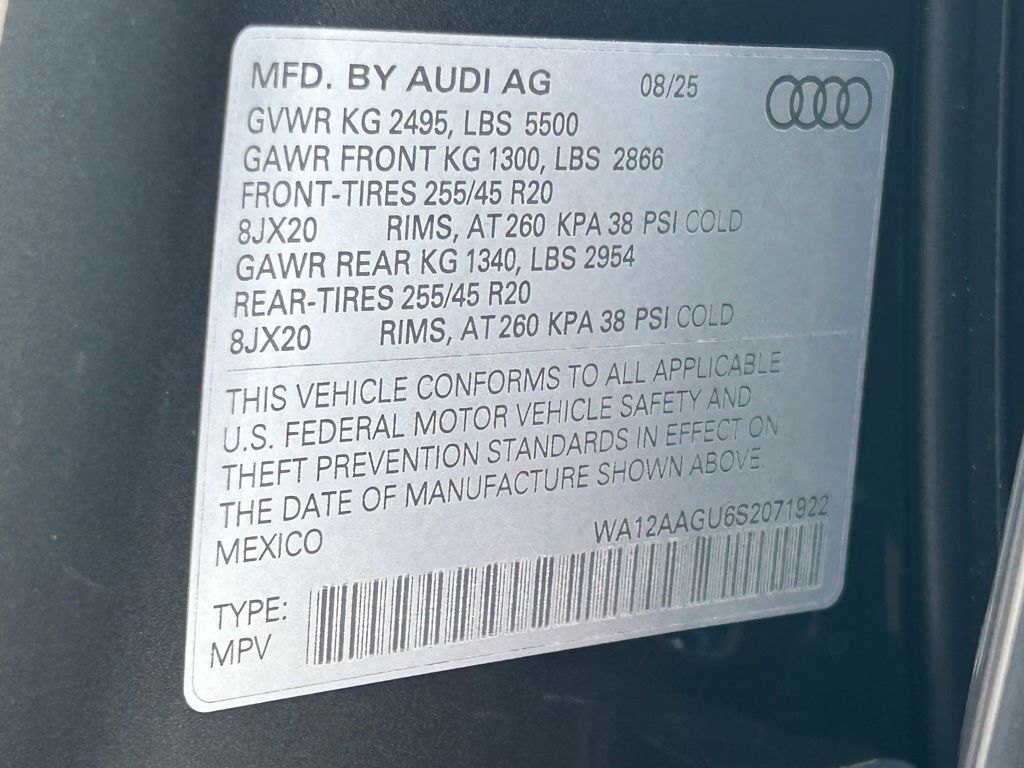 MFD. BY AUDI AG 08/25
GVWR KG 2495, LBS 5500
GAWR FRONT KG 1300, LBS 2866
FRONT-TIRES 255/45 R20
8JX20 RIMS, AT 260 KPA 38 PSI COLD
GAWR REAR KG 1340, LBS 2954
REAR-TIRES 255/45 R20
8JX20 RIMS, AT 260 KPA 38 PSI COLD
THIS VEHICLE CONFORMS TO ALL APPLICABLE
U.S. FEDERAL MOTOR VEHICLE SAFETY AND
THEFT PREVENTION STANDARDS IN EFFECT ON
THE DATE OF MANUFACTURE SHOWN ABOVE.
MEXICO WA12AAGU6S2071922
TYPE:
MPV